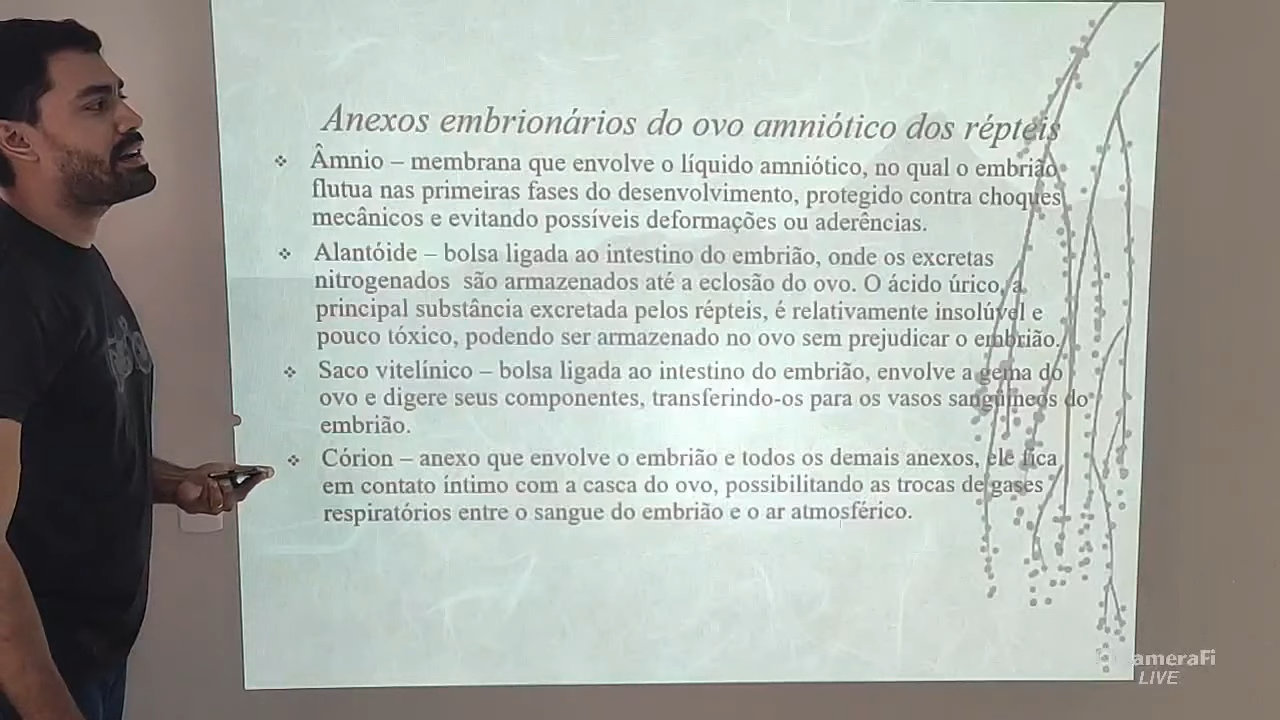 Anexos embrionários do ovo amniótico dos répteis
Âmnio – membrana que envolve o líquido amniótico, no qual o embrião
flutua nas primeiras fases do desenvolvimento, protegido contra choques
mecânicos e evitando possíveis deformações ou aderências.
Alantóide – bolsa ligada ao intestino do embrião, onde os excretas
nitrogenados são armazenados até a eclosão do ovo. O ácido úrico, a
principal substância excretada pelos répteis, é relativamente insolúvel e
pouco tóxico, podendo ser armazenado no ovo sem prejudicar o embrião.
Saco vitelínico – bolsa ligada ao intestino do embrião, envolve a gema do
ovo e digere seus componentes, transferindo-os para os vasos sangüíneos do
embrião.
Córion – anexo que envolve o embrião e todos os demais anexos, ele fica
em contato íntimo com a casca do ovo, possibilitando as trocas de gases
respiratórios entre o sangue do embrião e o ar atmosférico.
ameraFi
LIVE